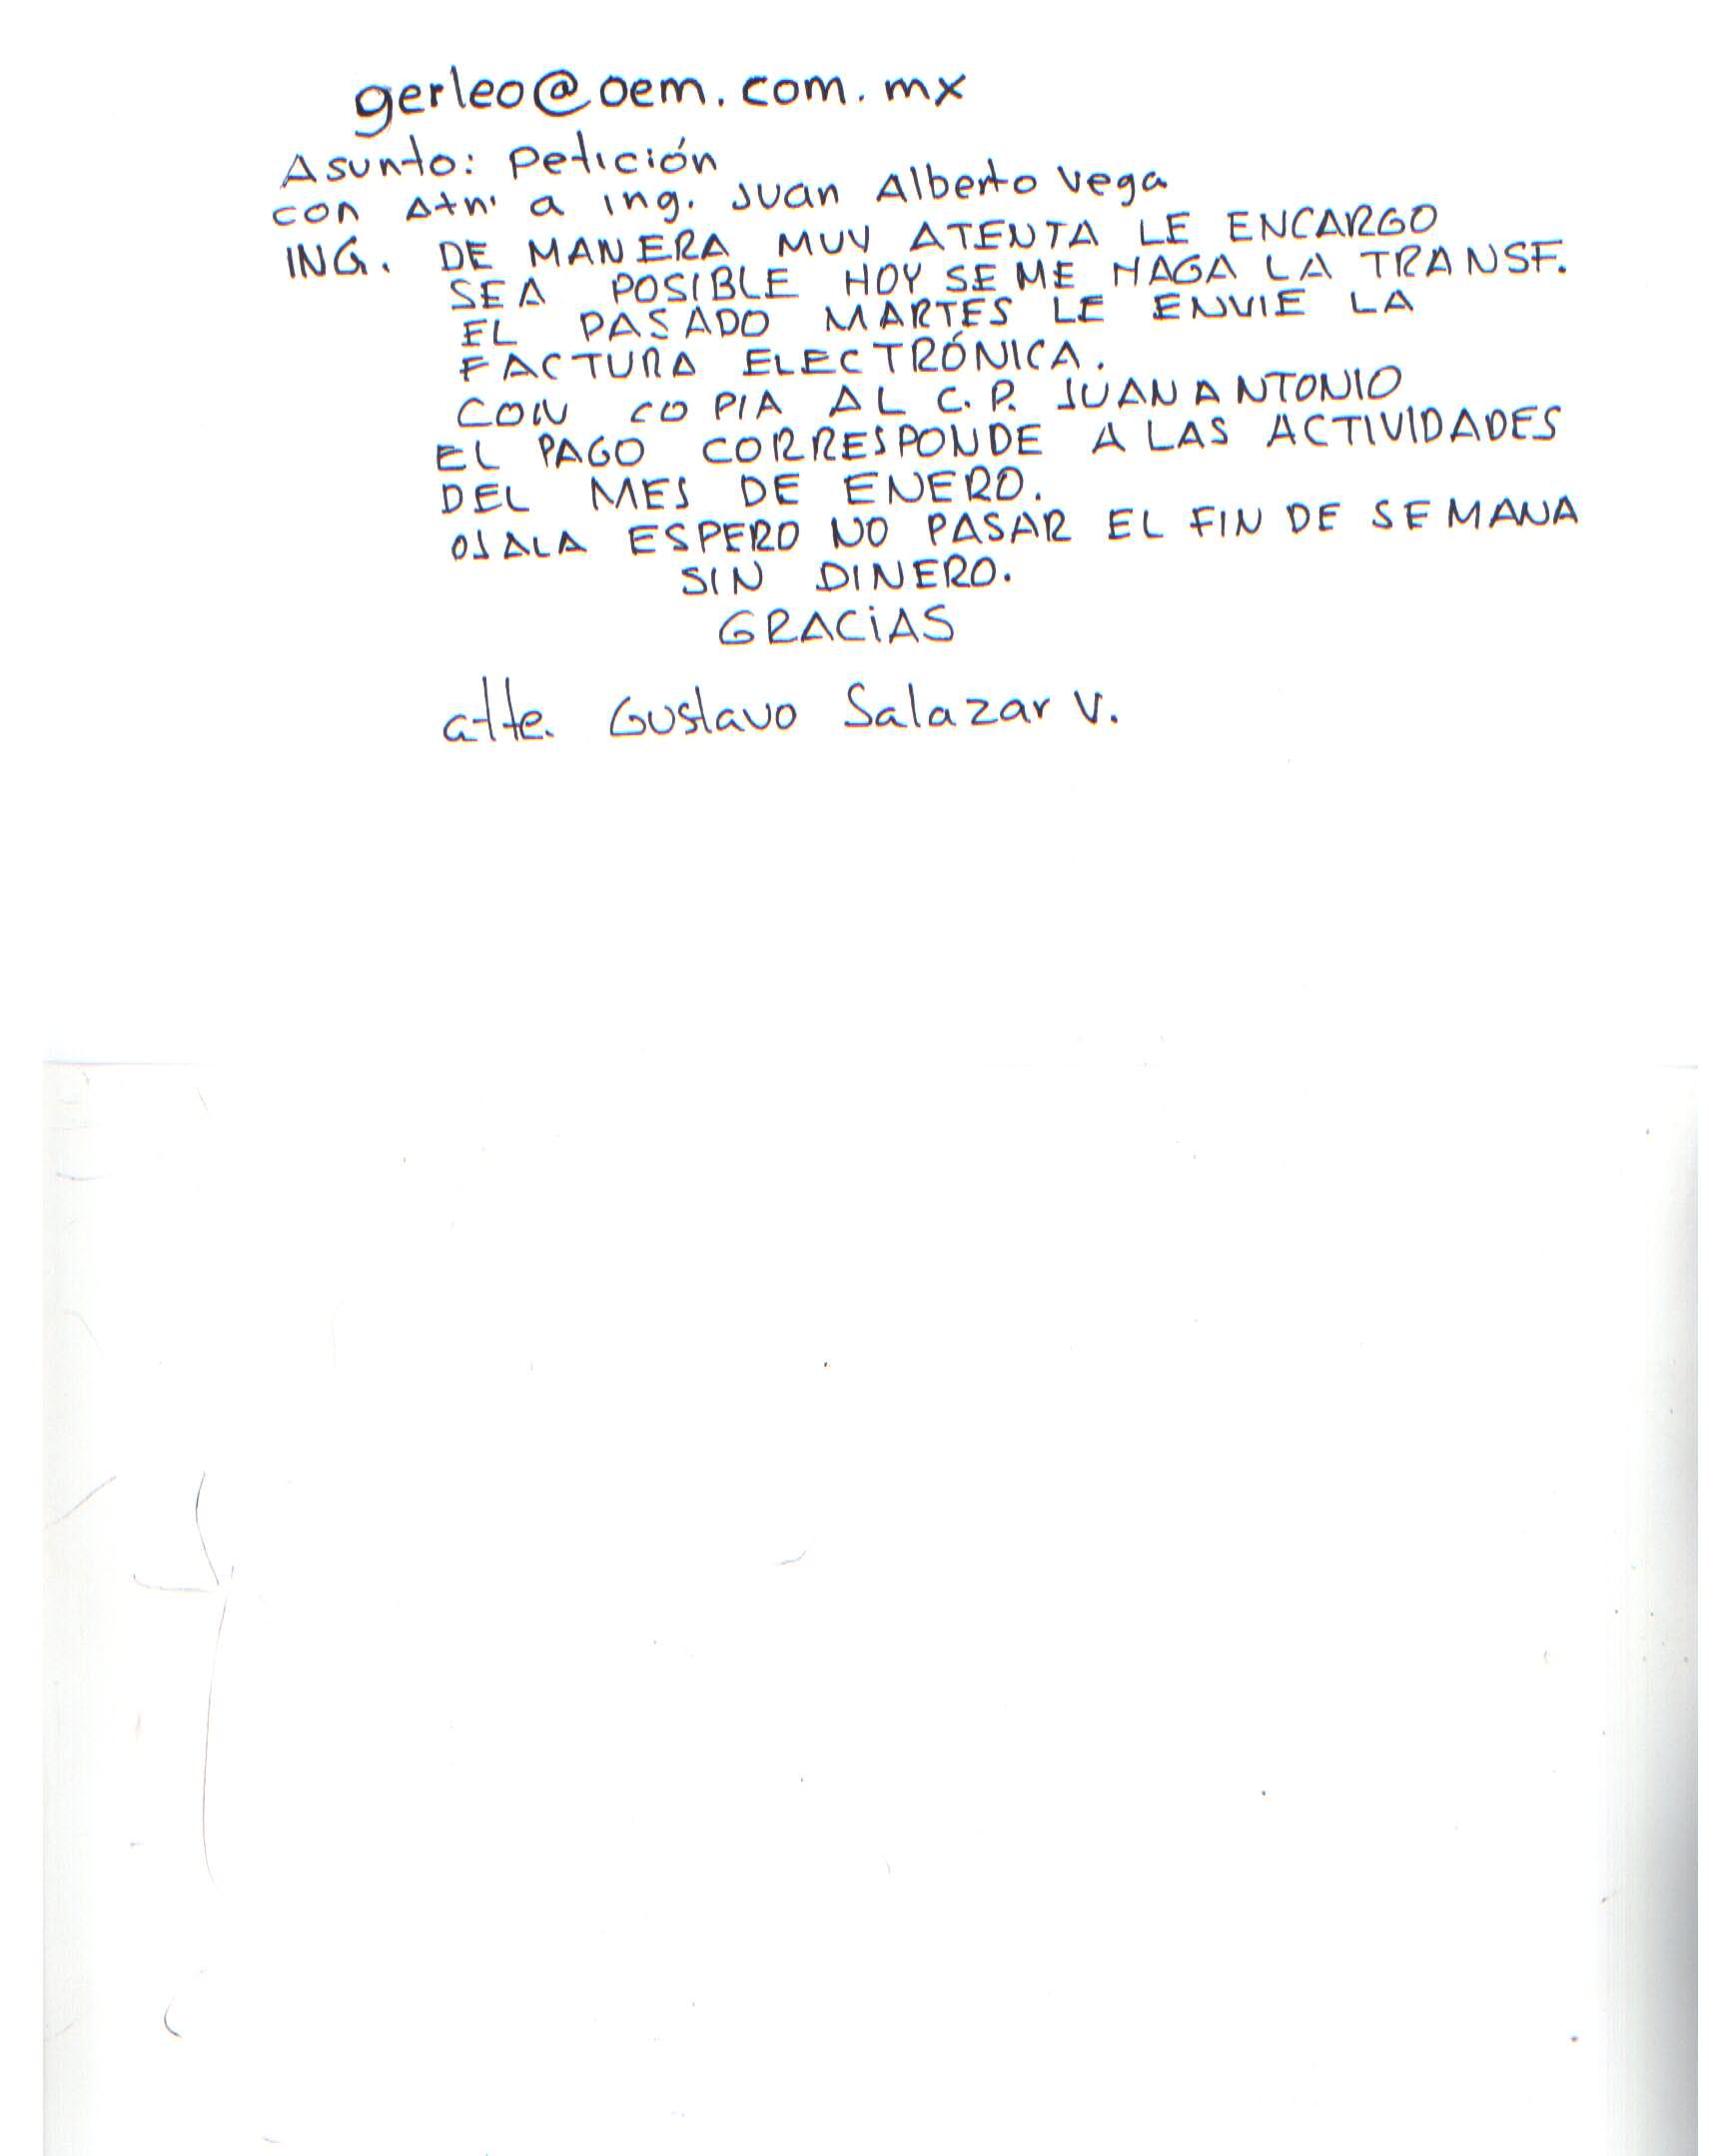 gerleo@oem.com.mx
Asunto: Petición
con Atn' a ing. Juan Alberto Vega
ING. DE MANERA MUY ATENTA LE ENCARGO
SEA POSIBLE HOY SE ME HAGA LA TRANSF.
EL PASADO MARTES LE ENVIE LA
FACTURA ELECTRÓNICA.
CON COPIA AL C.P. JUAN ANTONIO
EL PAGO CORRESPONDE A LAS ACTIVIDADES
DEL MES DE ENERO.
OJALA ESPERO NO PASAR EL FIN DE SEMANA
SIN DINERO.
GRACiAS
atte. Gustavo Salazar V.